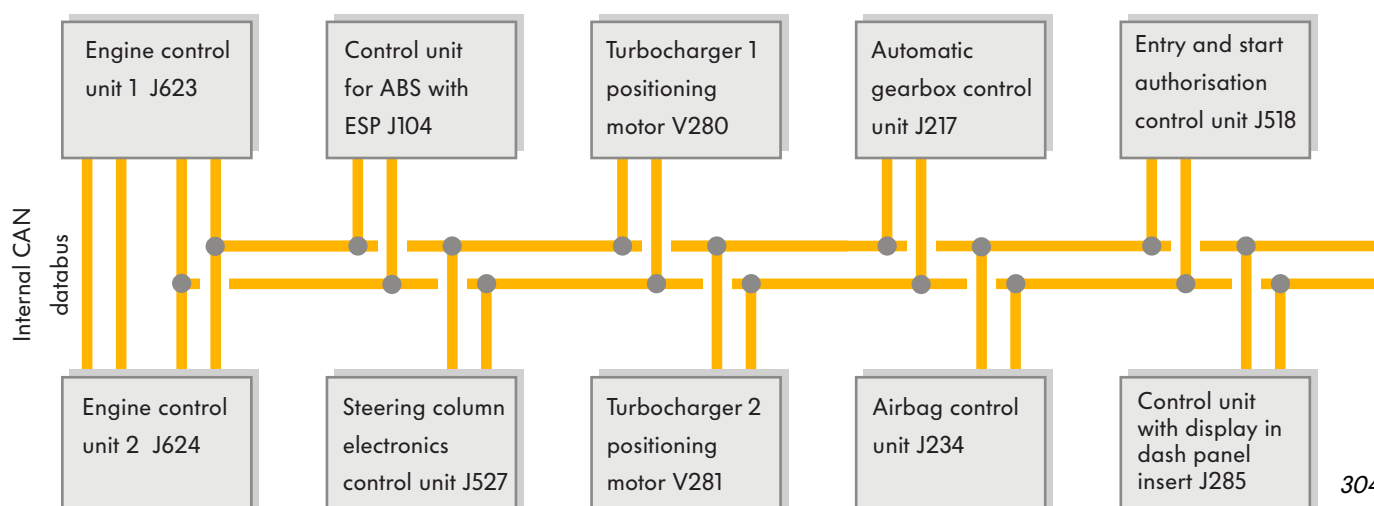 Engine control
unit 1 J623
Control unit
for ABS with
ESP J104
Turbocharger 1
positioning
motor V280
Automatic
gearbox control
unit J217
Entry and start
authorisation
control unit J518
Internal CAN
databus
Engine control
unit 2 J624
Steering column
electronics
control unit J527
Turbocharger 2
positioning
motor V281
Airbag control
unit J234
Control unit
with display in
dash panel
insert J285
304